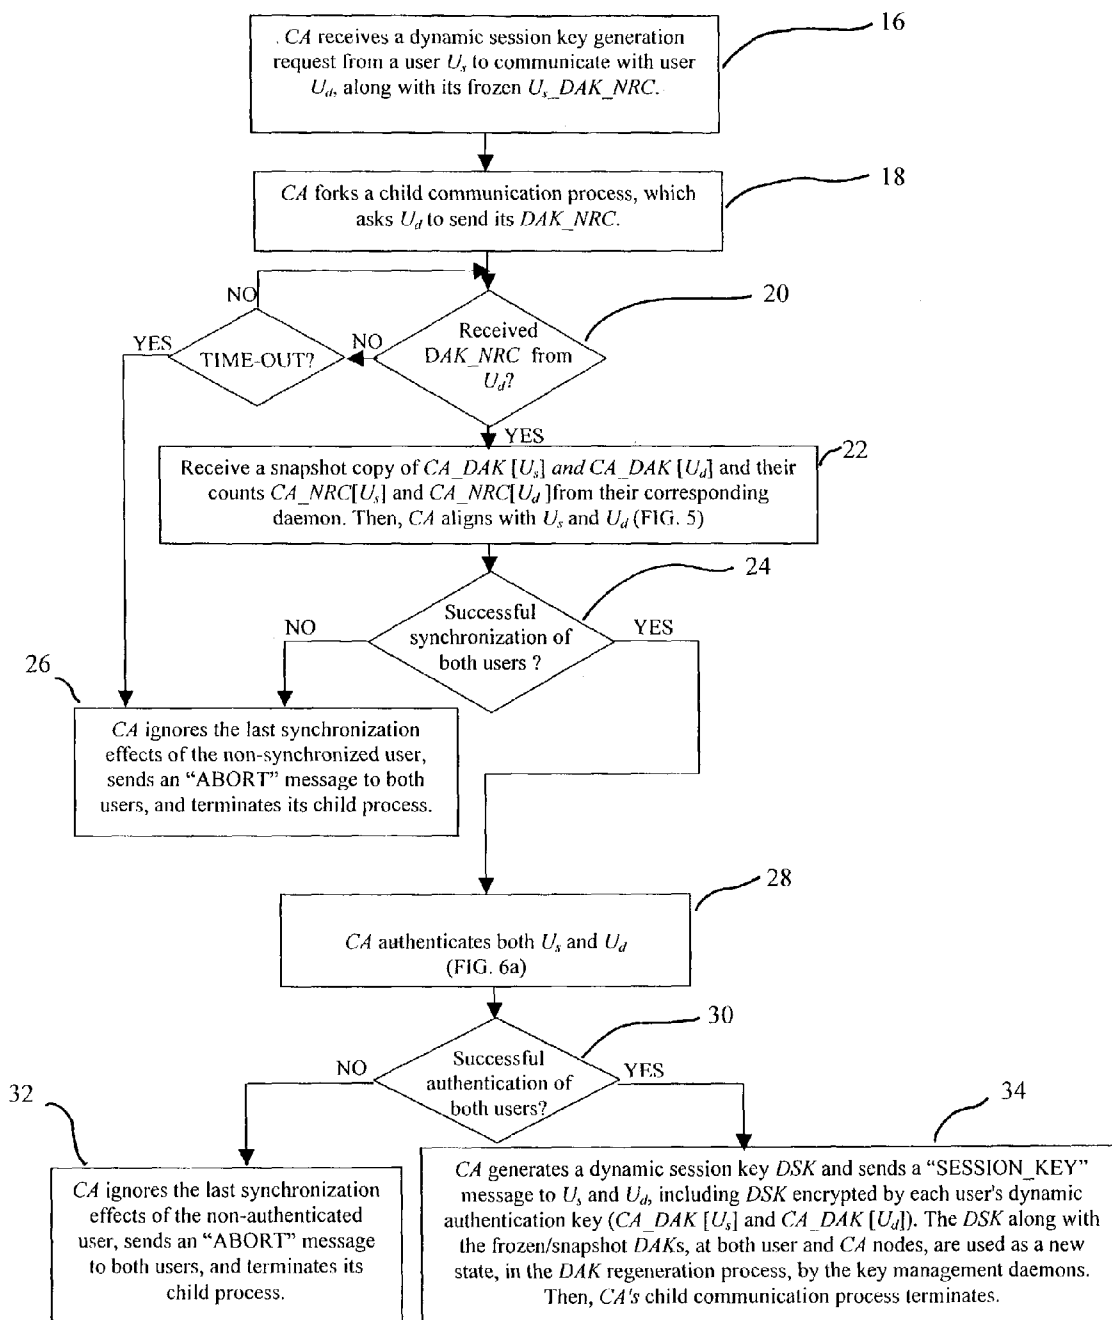 . CA receives a dynamic session key generation
request from a user Us to communicate with user
Ud, along with its frozen Us_DAK_NRC.
16
CA forks a child communication process, which
asks Ud to send its DAK_NRC.
18
NO
20
YES
TIME-OUT?
NO
Received
DAK_NRC from
Ud?
YES
22
Receive a snapshot copy of CA_DAK [Us] and CA_DAK [Ud] and their
counts CA_NRC[Us] and CA_NRC[Ud ]from their corresponding
daemon. Then, CA aligns with Us and Ud (FIG. 5)
24
NO
Successful
synchronization of
both users ?
YES
26
CA ignores the last synchronization
effects of the non-synchronized user,
sends an “ABORT” message to both
users, and terminates its child process.
28
CA authenticates both Us and Ud
(FIG. 6a)
30
NO
Successful
authentication of
both users?
YES
32
CA ignores the last synchronization
effects of the non-authenticated
user, sends an “ABORT” message
to both users, and terminates its
child process.
34
CA generates a dynamic session key DSK and sends a “SESSION_KEY”
message to Us and Ud, including DSK encrypted by each user's dynamic
authentication key (CA_DAK [Us] and CA_DAK [Ud]). The DSK along with
the frozen/snapshot DAKs, at both user and CA nodes, are used as a new
state, in the DAK regeneration process, by the key management daemons.
Then, CA's child communication process terminates.